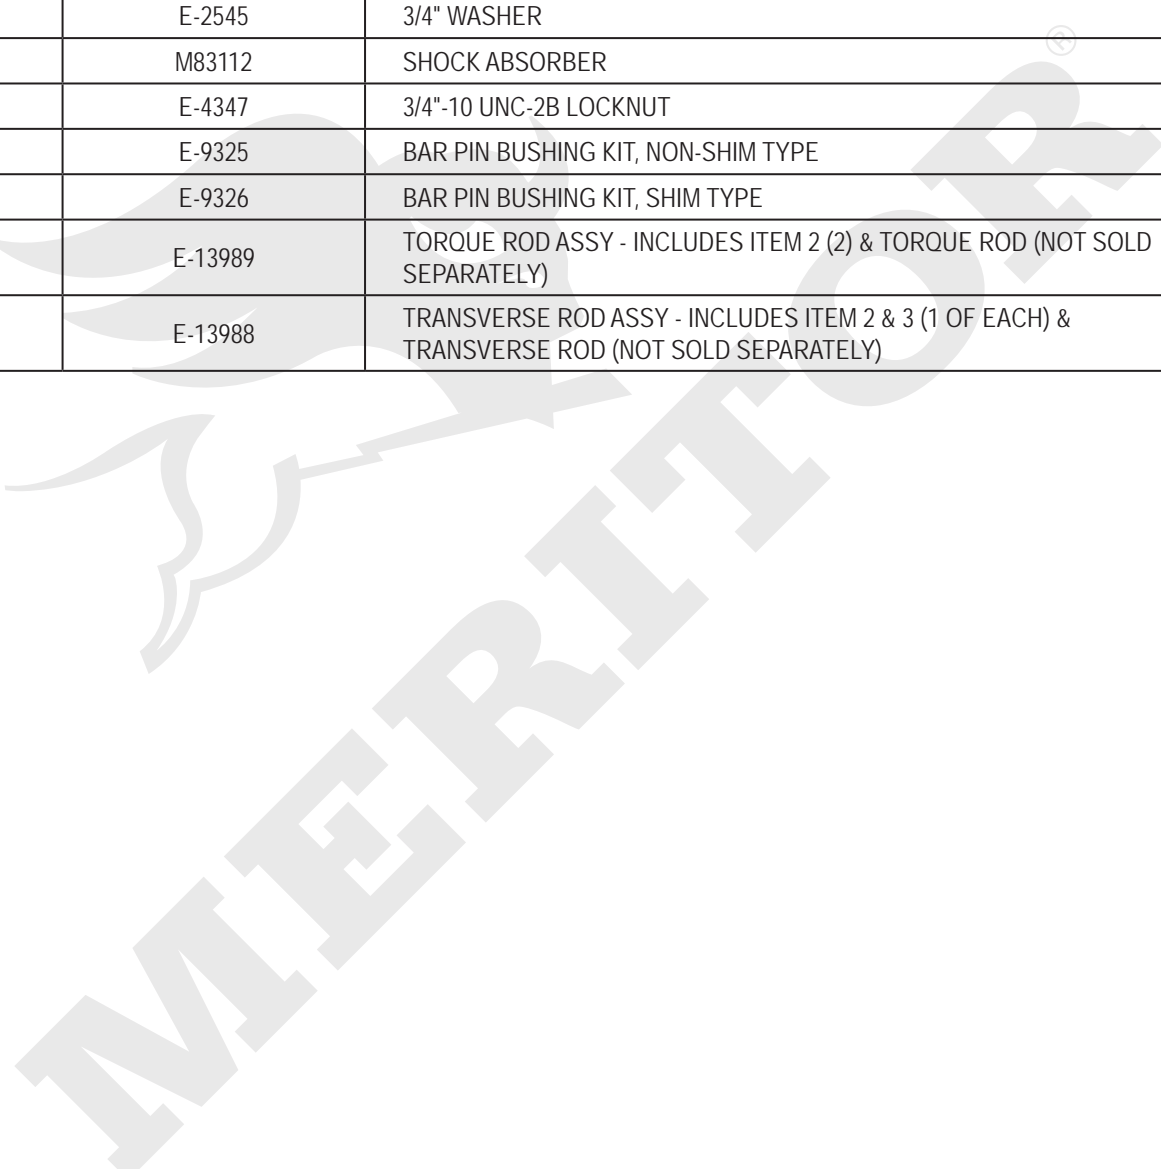 E-2545 3/4" WASHER
M83112 SHOCK ABSORBER
E-4347 3/4"-10 UNC-2B LOCKNUT
E-9325 BAR PIN BUSHING KIT, NON-SHIM TYPE
E-9326 BAR PIN BUSHING KIT, SHIM TYPE
E-13989 TORQUE ROD ASSY - INCLUDES ITEM 2 (2) & TORQUE ROD (NOT SOLD
SEPARATELY)
E-13988 TRANSVERSE ROD ASSY - INCLUDES ITEM 2 & 3 (1 OF EACH) &
TRANSVERSE ROD (NOT SOLD SEPARATELY)
MERITOR®